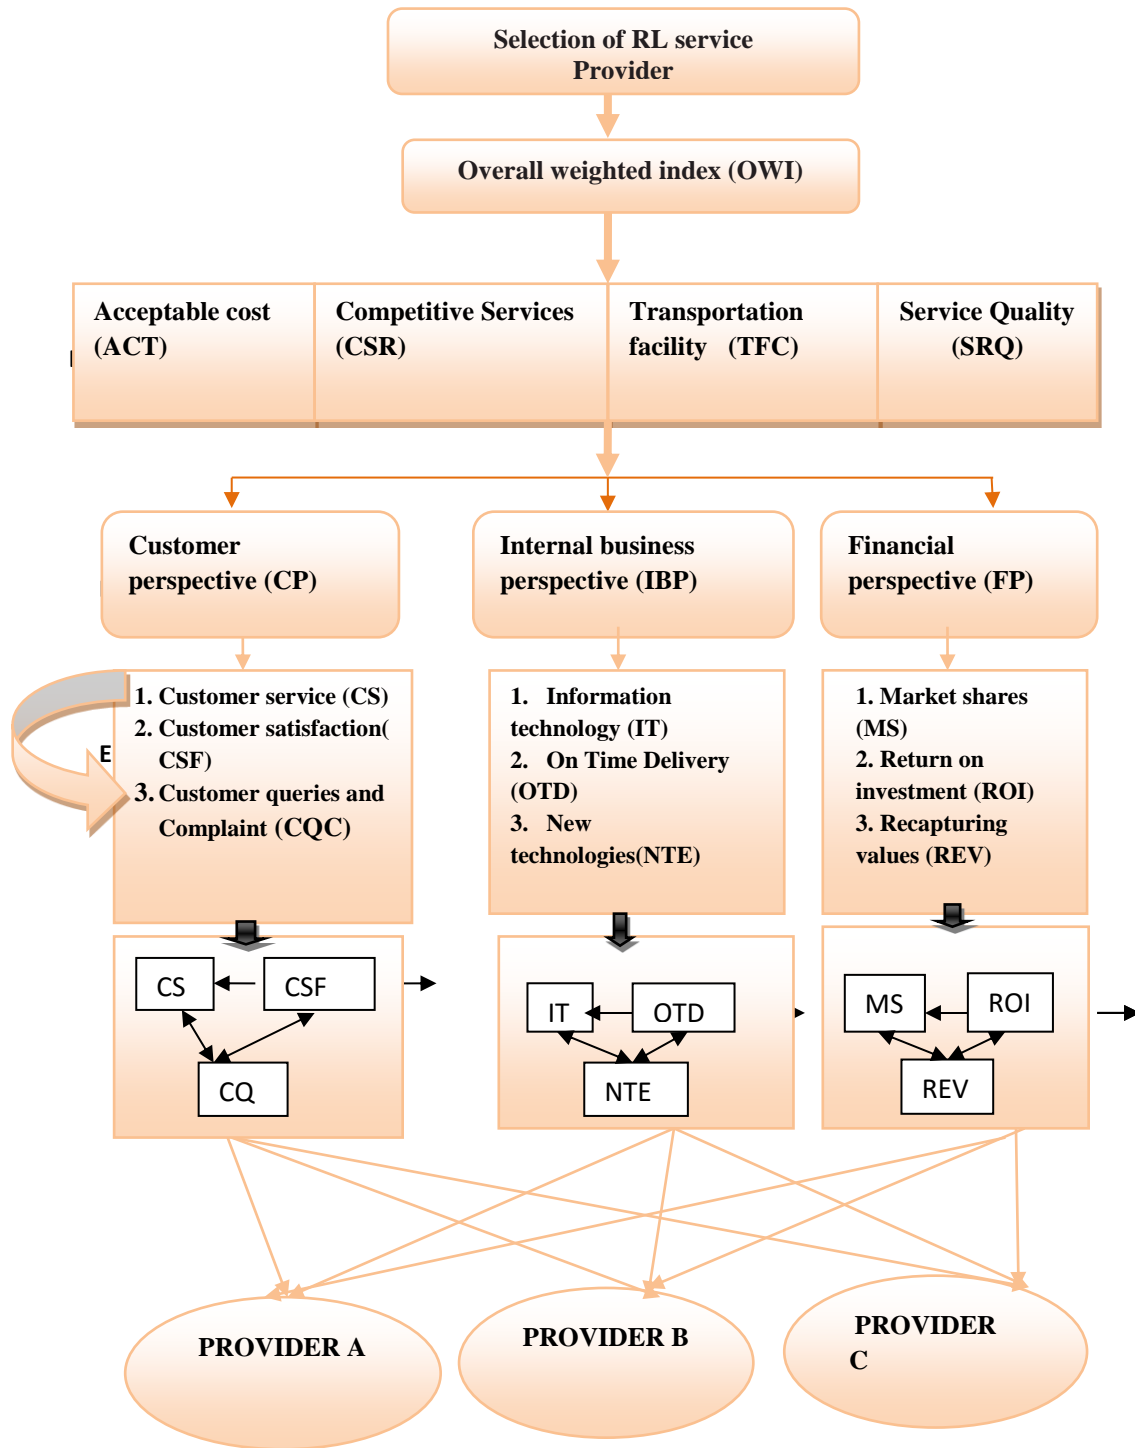 Selection of RL service
Provider
Overall weighted index (OWI)
Acceptable cost
(ACT)
Competitive Services
(CSR)
Transportation
facility (TFC)
Service Quality
(SRQ)
Customer
perspective (CP)
Internal business
perspective (IBP)
Financial
perspective (FP)
1. Customer service (CS)
2. Customer satisfaction(
CSF)
3. Customer queries and
Complaint (CQC)
E
1. Information
technology (IT)
2. On Time Delivery
(OTD)
3. New
technologies(NTE)
1. Market shares
(MS)
2. Return on
investment (ROI)
3. Recapturing
values (REV)
CS
CSF
CQ
IT
OTD
NTE
MS
ROI
REV
PROVIDER A
PROVIDER B
PROVIDER
C